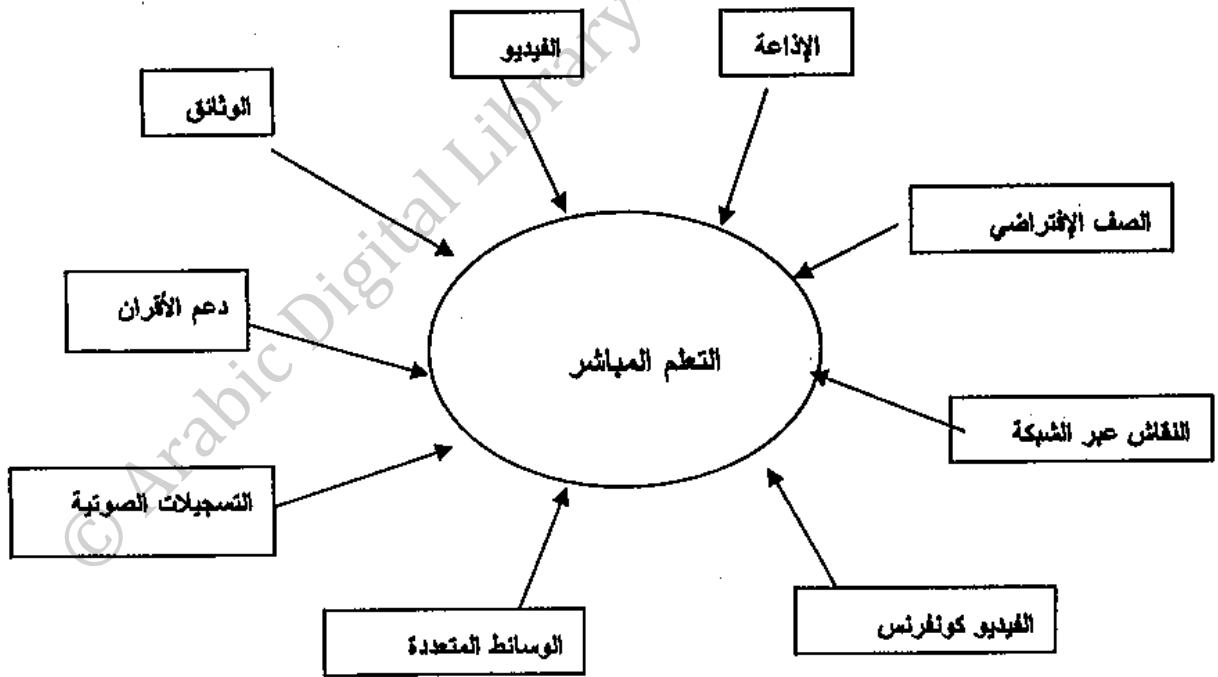 الإذاعة
الفيديو
الوثائق
الصف الإفتراضي
دعم الأقران
التعلم المباشر
النقاش عبر الشبكة
التسجيلات الصوتية
الفيديو كونفرنس
الوسائط المتعددة
© Arabic Digital Library